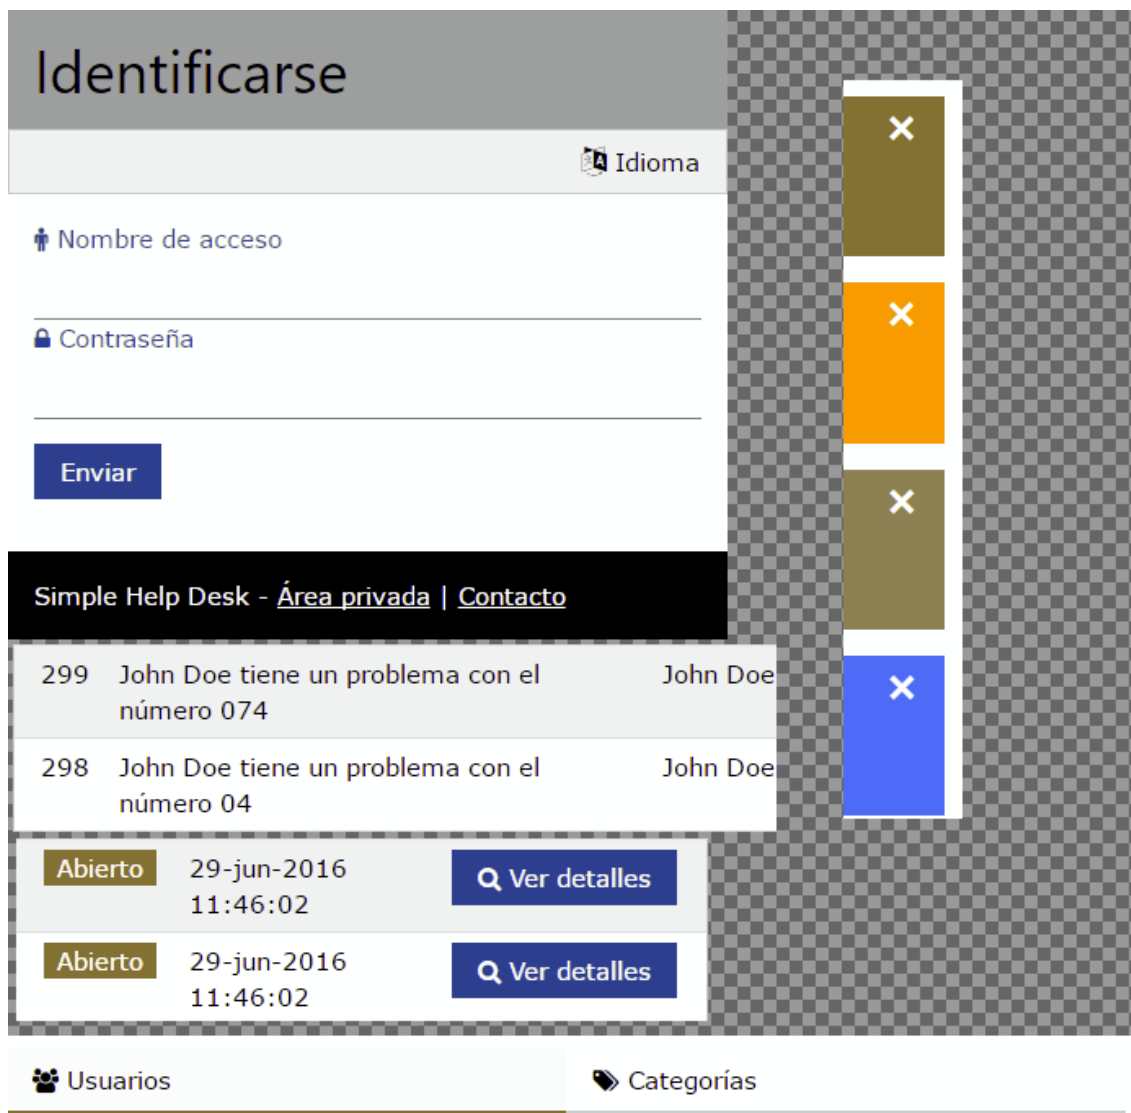 Identificarse
Idioma
Nombre de acceso
Contraseña
Enviar
Simple Help Desk - Área privada | Contacto
299 John Doe tiene un problema con el John Doe
número 074
298 John Doe tiene un problema con el John Doe
número 04
Abierto 29-jun-2016 Ver detalles
11:46:02
Abierto 29-jun-2016 Ver detalles
11:46:02
Usuarios Categorías